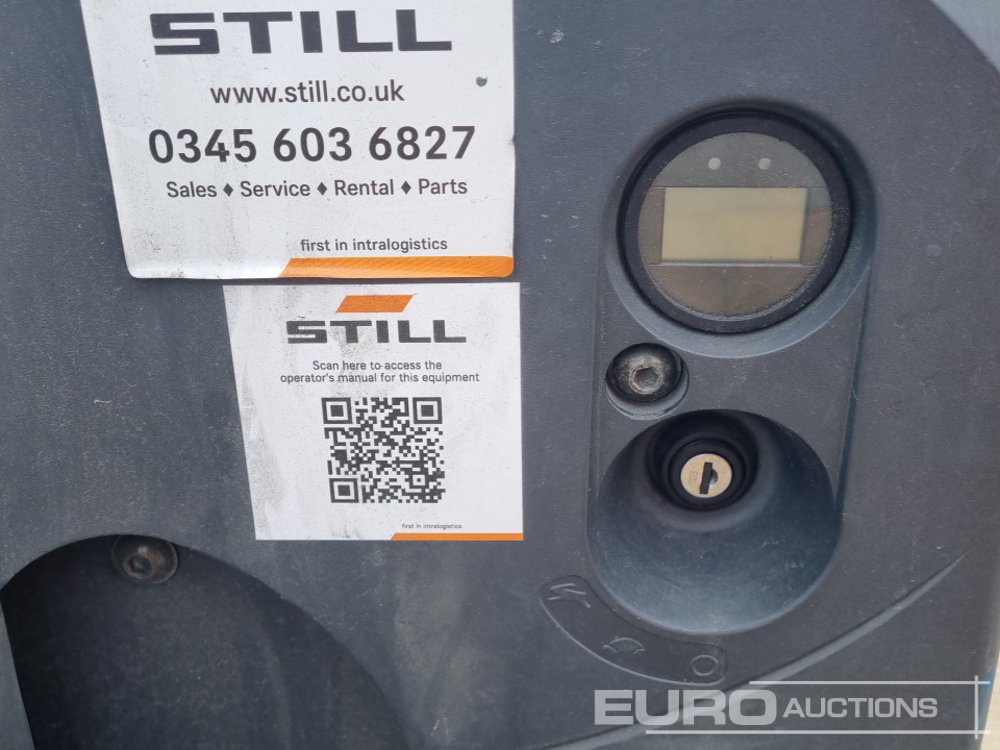 STILL
www.still.co.uk
0345 603 6827
Sales ♦ Service ♦ Rental ♦ Parts
first in intralogistics
STILL
Scan here to access the
operator's manual for this equipment
first in intralogistics
EURO AUCTIONS